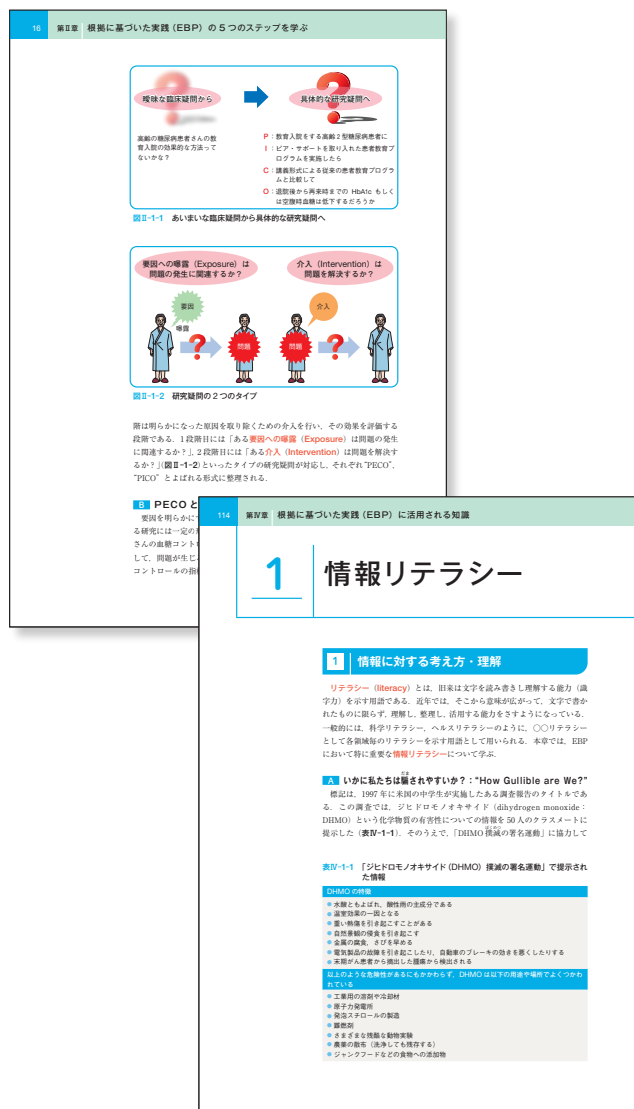 16 第Ⅱ章 根拠に基づいた実践（EBP）の5つのステップを学ぶ
曖昧な臨床疑問から
具体的な研究疑問へ
高齢の糖尿病患者さんの教
育入院の効果的な方法って
ないかな？
P：教育入院をする高齢2型糖尿病患者に
I：ピア・サポートを取り入れた患者教育プ
ログラムを実施したら
C：講義形式による従来の患者教育プログラ
ムと比較して
O：退院後から再来時までの HbA1c もしく
は空腹時血糖は低下するだろうか
図Ⅱ-1-1 あいまいな臨床疑問から具体的な研究疑問へ
要因への曝露（Exposure）は
問題の発生に関連するか？
介入（Intervention）は
問題を解決するか？
要因
曝露
問題
介入
問題
図Ⅱ-1-2 研究疑問の2つのタイプ
階は明らかになった原因を取り除くための介入を行い，その効果を評価する
段階である．1段階目には「ある要因への曝露（Exposure）は問題の発生
に関連するか？」，2段階目には「ある介入（Intervention）は問題を解決す
るか？」（図Ⅱ-1-2）といったタイプの研究疑問が対応し，それぞれ“PECO”，
“PICO” とよばれる形式に整理される．
B PECO と
要因を明らかに
る研究には一定の
さんの血糖コントロ
して，問題が生じ
コントロールの指
114 第Ⅳ章 根拠に基づいた実践（EBP）に活用される知識
1 情報リテラシー
1 情報に対する考え方・理解
リテラシー（literacy）とは，旧来は文字を読み書きし理解する能力（識
字力）を示す用語である．近年では，そこから意味が広がって，文字で書か
れたものに限らず，理解し，整理し，活用する能力をさすようになっている．
一般的には，科学リテラシー，ヘルスリテラシーのように，○○リテラシー
として各領域毎のリテラシーを示す用語として用いられる．本章では，EBP
において特に重要な情報リテラシーについて学ぶ．
だま
A いかに私たちは騙されやすいか？："How Gullible are We?"
標記は，1997年に米国の中学生が実施したある調査報告のタイトルであ
る．この調査では，ジヒドロモノオキサイド（dihydrogen monoxide：
DHMO）という化学物質の有害性についての情報を50人のクラスメートに
ぼくめつ
提示した（表Ⅳ-1-1）．そのうえで，「DHMO撲滅の署名運動」に協力して
表Ⅳ-1-1 「ジヒドロモノオキサイド（DHMO）撲滅の署名運動」で提示され
た情報
DHMO の特徴
● 水酸ともよばれ，酸性雨の主成分である
● 温室効果の一因となる
● 重い熱傷を引き起こすことがある
● 自然景観の侵食を引き起こす
● 金属の腐食，さびを早める
● 電気製品の故障を引き起こしたり，自動車のブレーキの効きを悪くしたりする
● 末期がん患者から摘出した腫瘍から検出される
以上のような危険性があるにもかかわらず，DHMO は以下の用途や場所でよくつかわ
れている
● 工業用の溶剤や冷却材
● 原子力発電所
● 発泡スチロールの製造
● 難燃剤
● さまざまな残酷な動物実験
● 農薬の散布（洗浄しても残存する）
● ジャンクフードなどの食物への添加物